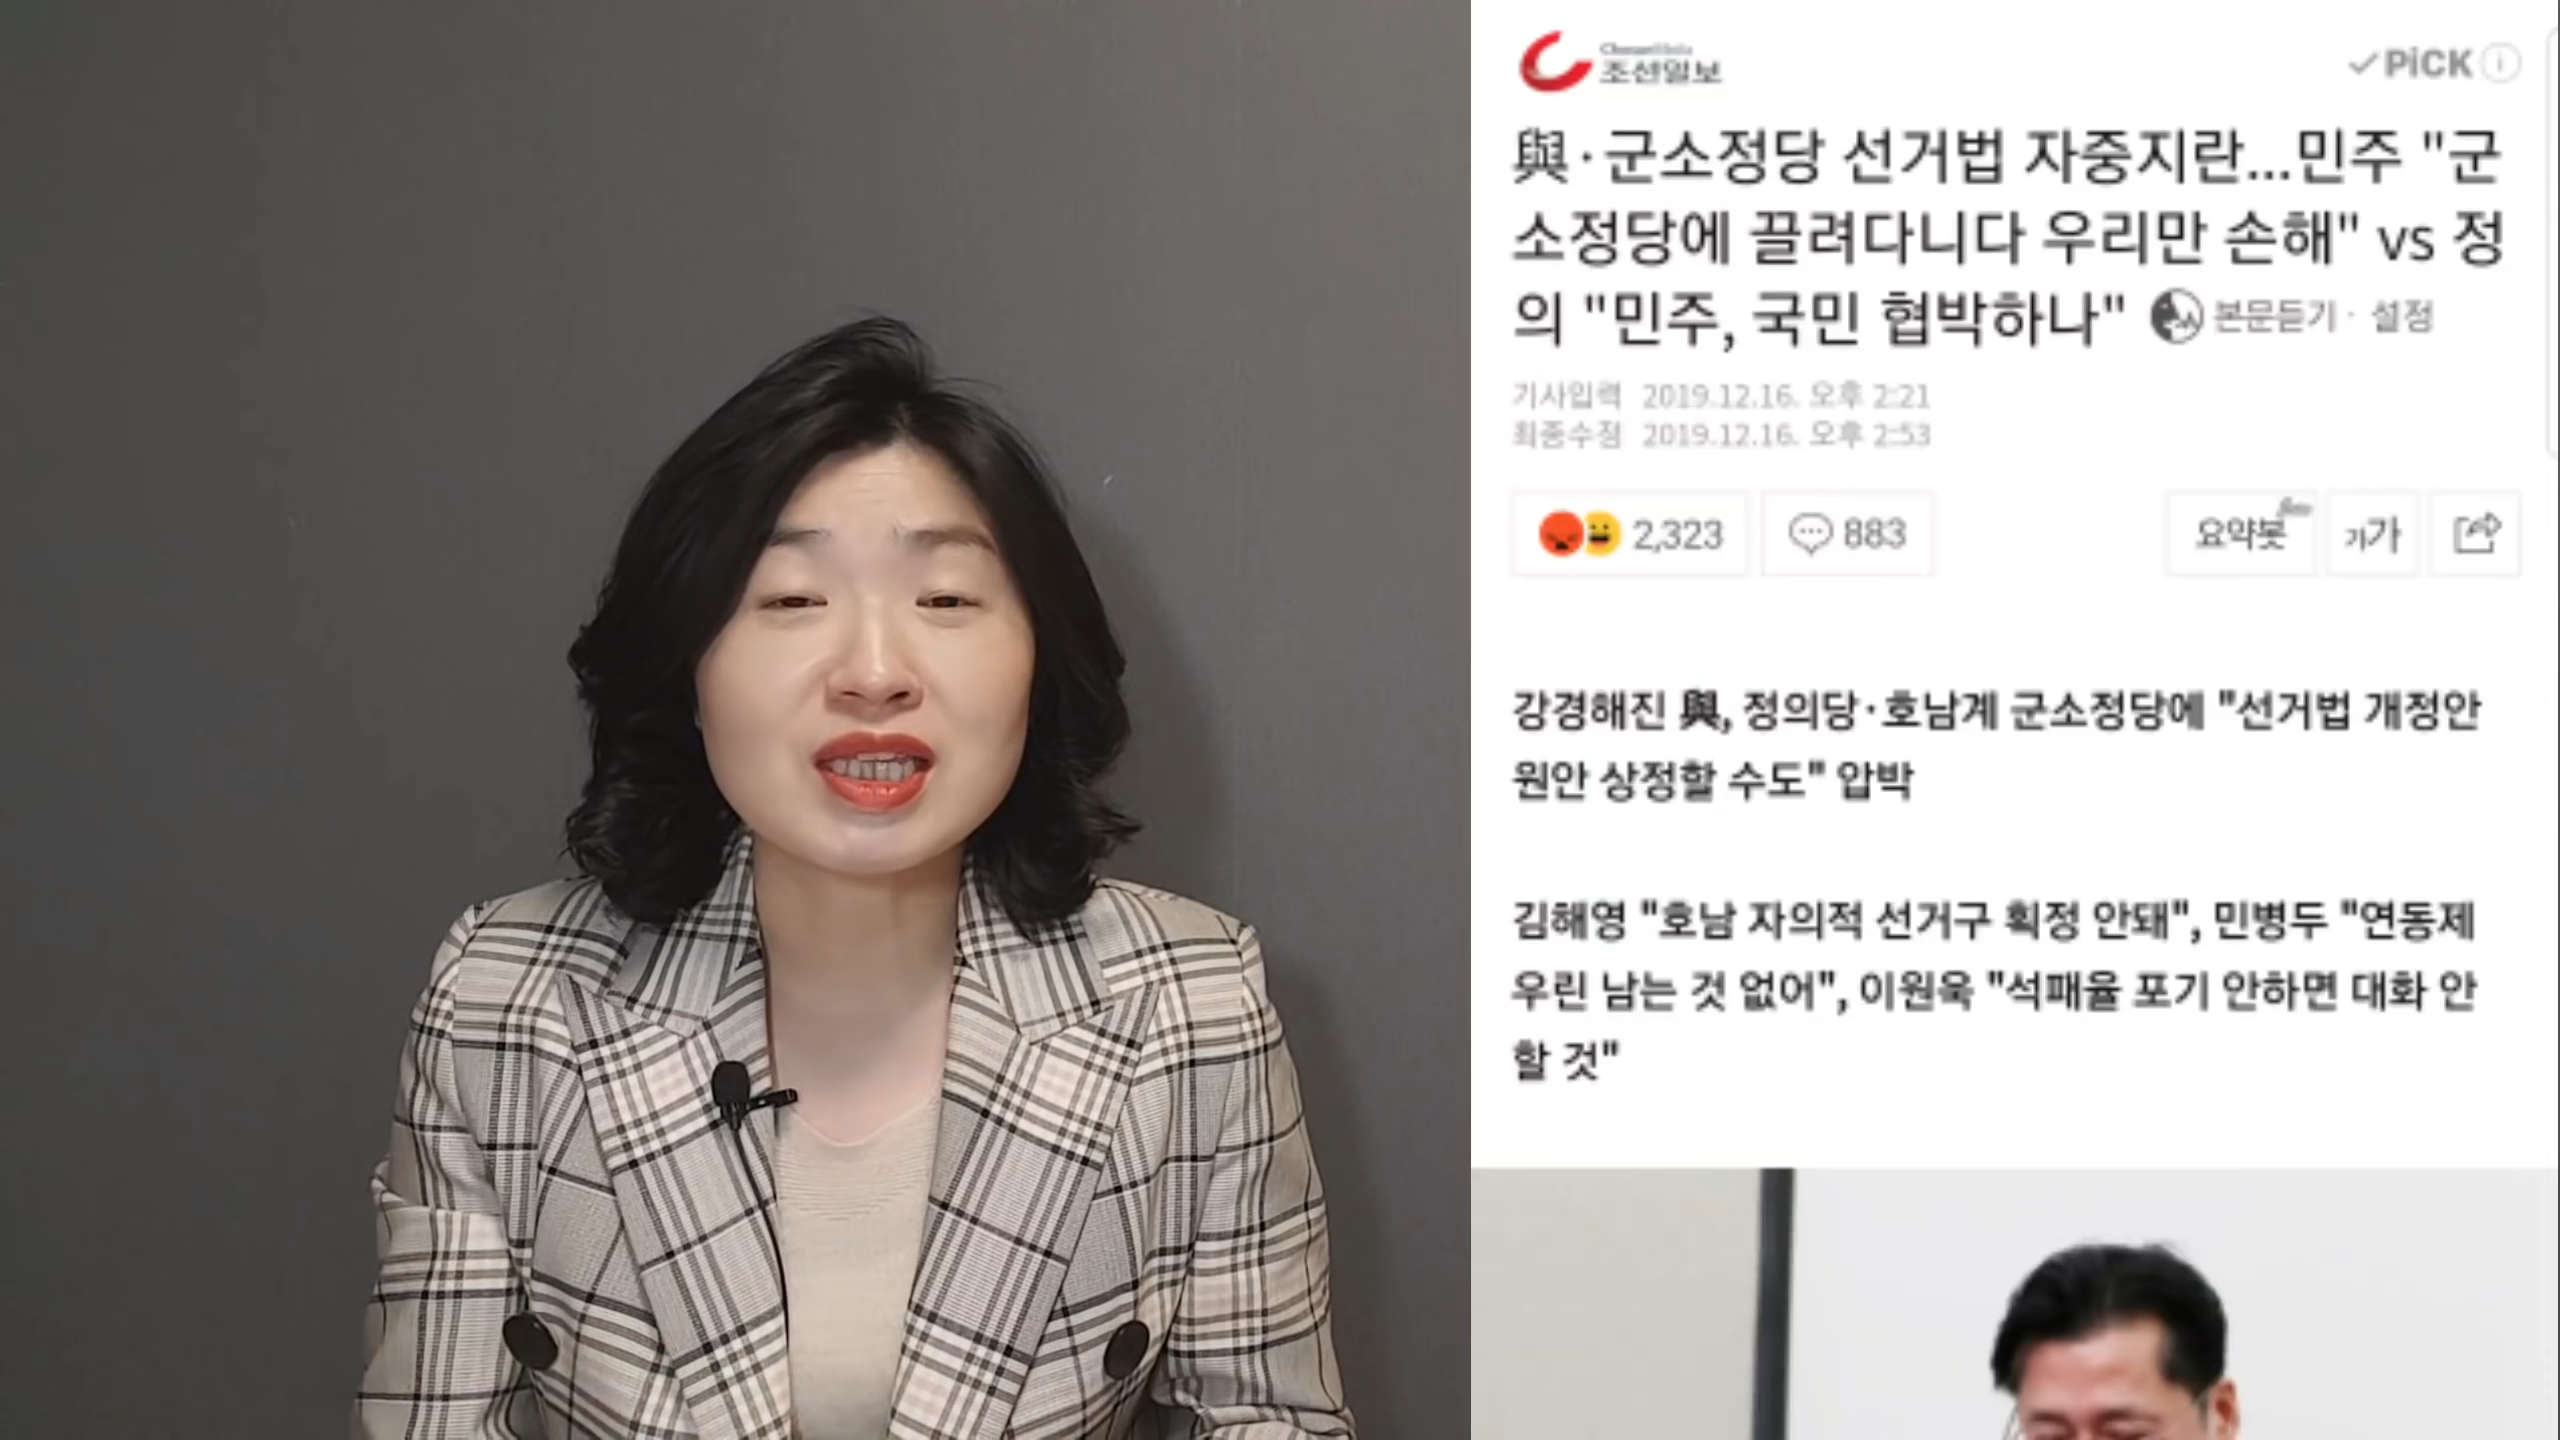 조선일보
PiCK
與·군소정당 선거법 자중지란...민주 "군
소정당에 끌려다니다 우리만 손해" vs 정
의 "민주, 국민 협박하나" 본문듣기 · 설정
기사입력 2019.12.16. 오후 2:21
최종수정 2019.12.16. 오후 2:53
2,323 883 요약봇 가가
강경해진 與, 정의당·호남계 군소정당에 "선거법 개정안
원안 상정할 수도" 압박
김해영 "호남 자의적 선거구 획정 안돼", 민병두 "연동제
우린 남는 것 없어", 이원욱 "석패율 포기 안하면 대화 안
할 것"